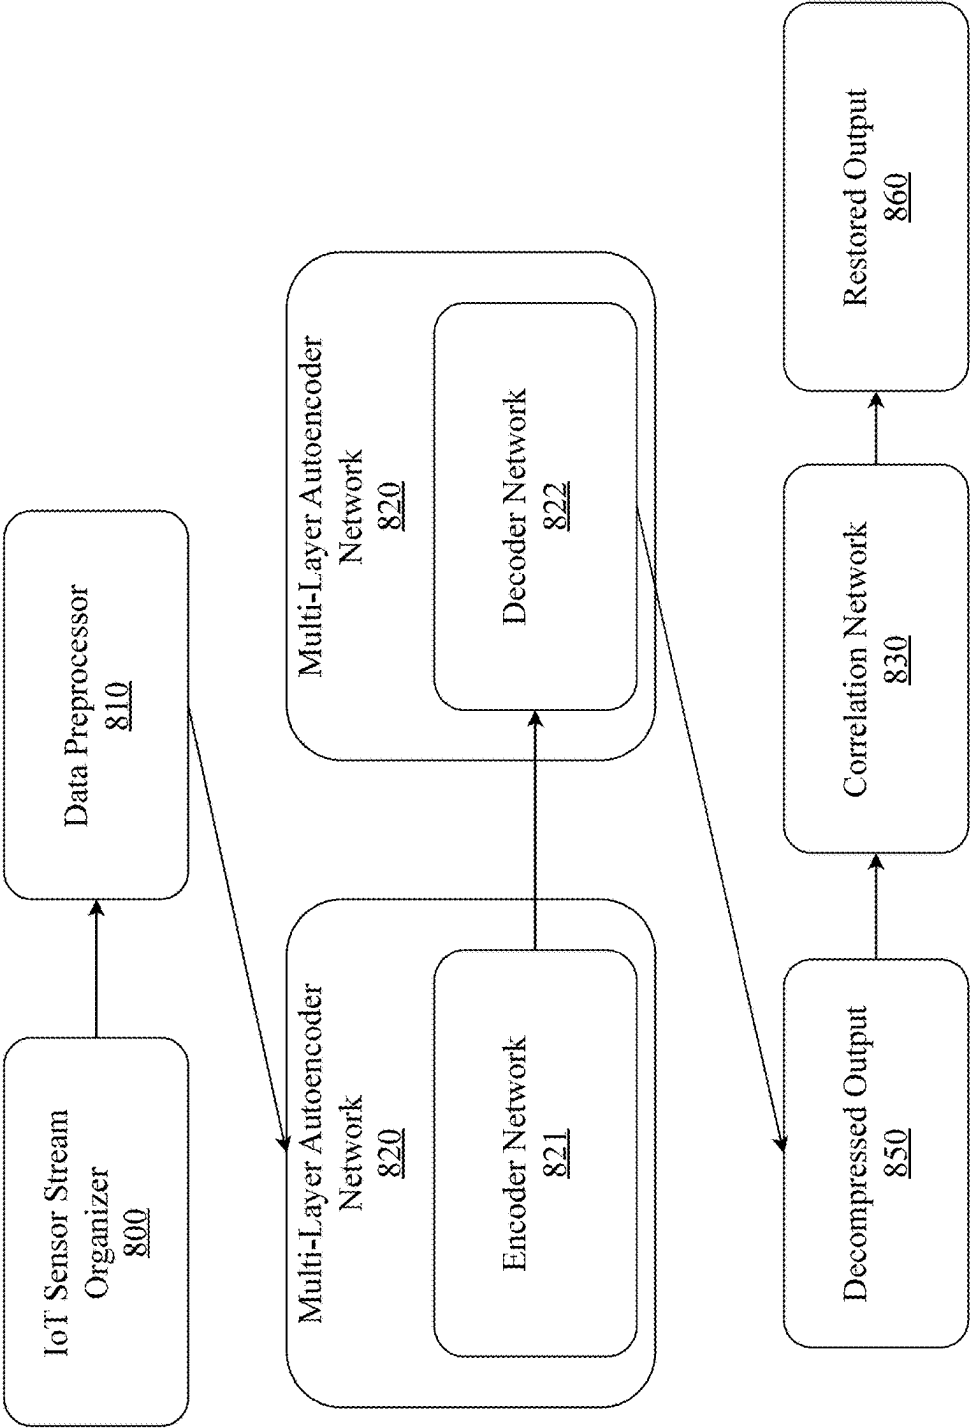 IoT Sensor Stream
Organizer
800
Data Preprocessor
810
Multi-Layer Autoencoder
Network
820
Encoder Network
821
Multi-Layer Autoencoder
Network
820
Decoder Network
822
Decompressed Output
850
Correlation Network
830
Restored Output
860